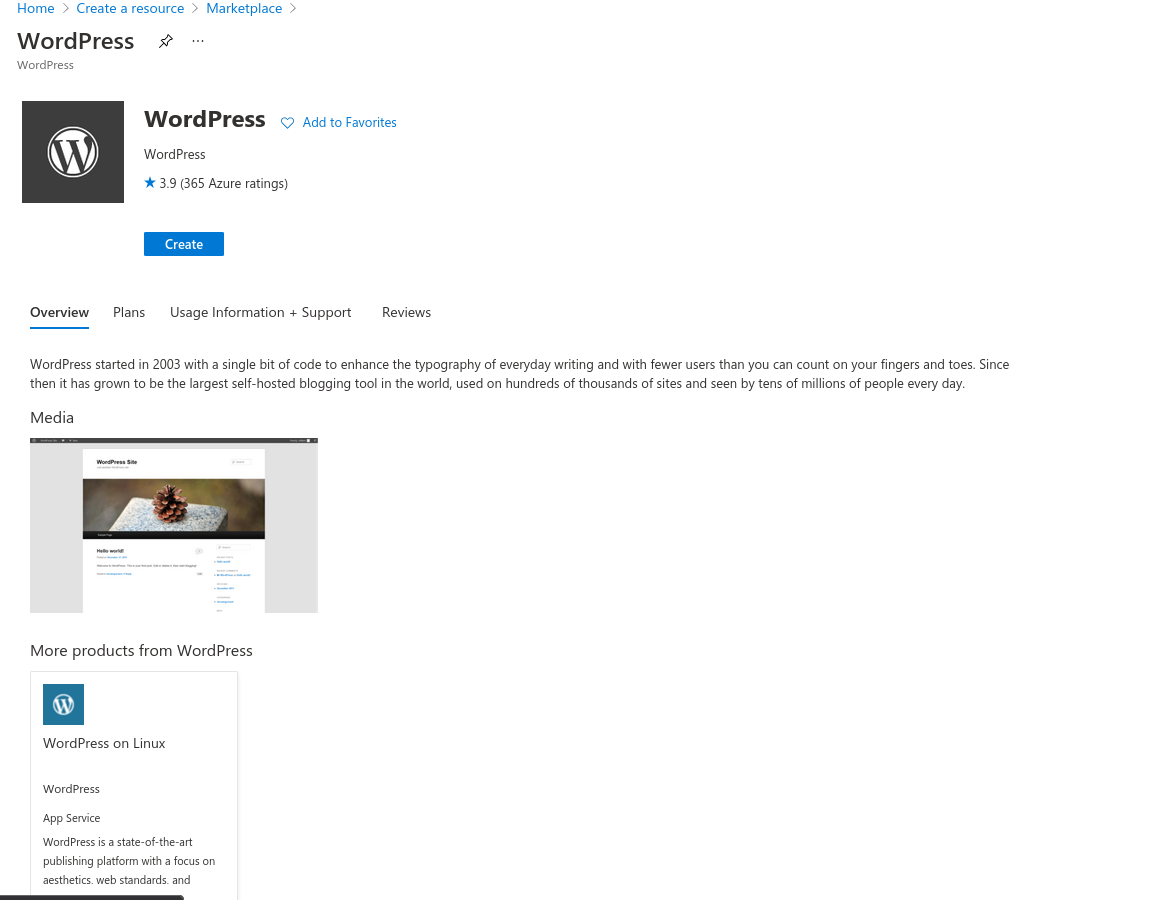 Home > Create a resource > Marketplace >
WordPress ...
WordPress
WordPress Add to Favorites
WordPress
★ 3.9 (365 Azure ratings)
Create
Overview Plans Usage Information + Support Reviews
WordPress started in 2003 with a single bit of code to enhance the typography of everyday writing and with fewer users than you can count on your fingers and toes. Since
then it has grown to be the largest self-hosted blogging tool in the world, used on hundreds of thousands of sites and seen by tens of millions of people every day.
Media
WordPress Site
Hello world!
More products from WordPress
WordPress on Linux
WordPress
App Service
WordPress is a state-of-the-art
publishing platform with a focus on
aesthetics, web standards, and